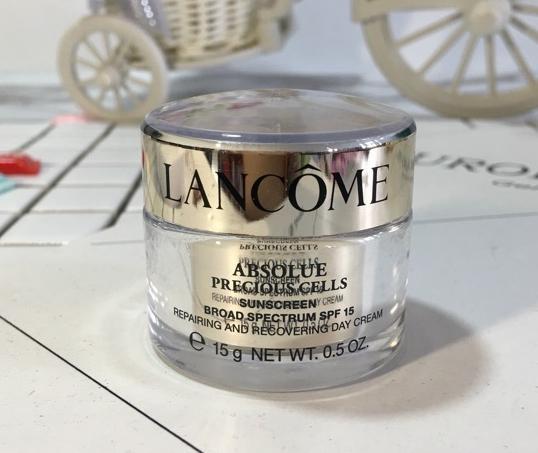 LANCÔME
ABSOLUE
PRECIOUS CELLS
SUNSCREEN
BROAD SPECTRUM SPF 15
REPAIRING AND RECOVERING DAY CREAM
℮ 15 g NET WT. 0.5 OZ.